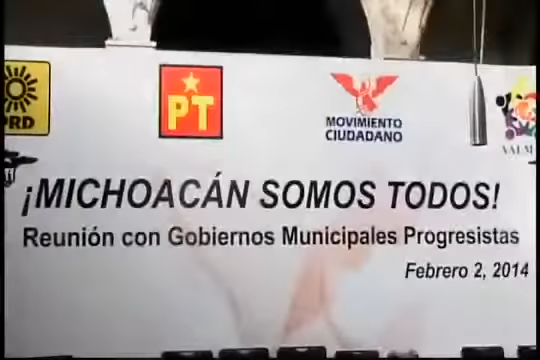 PRD
PT
MOVIMIENTO
CIUDADANO
¡MICHOACÁN SOMOS TODOS!
Reunión con Gobiernos Municipales Progresistas
Febrero 2, 2014